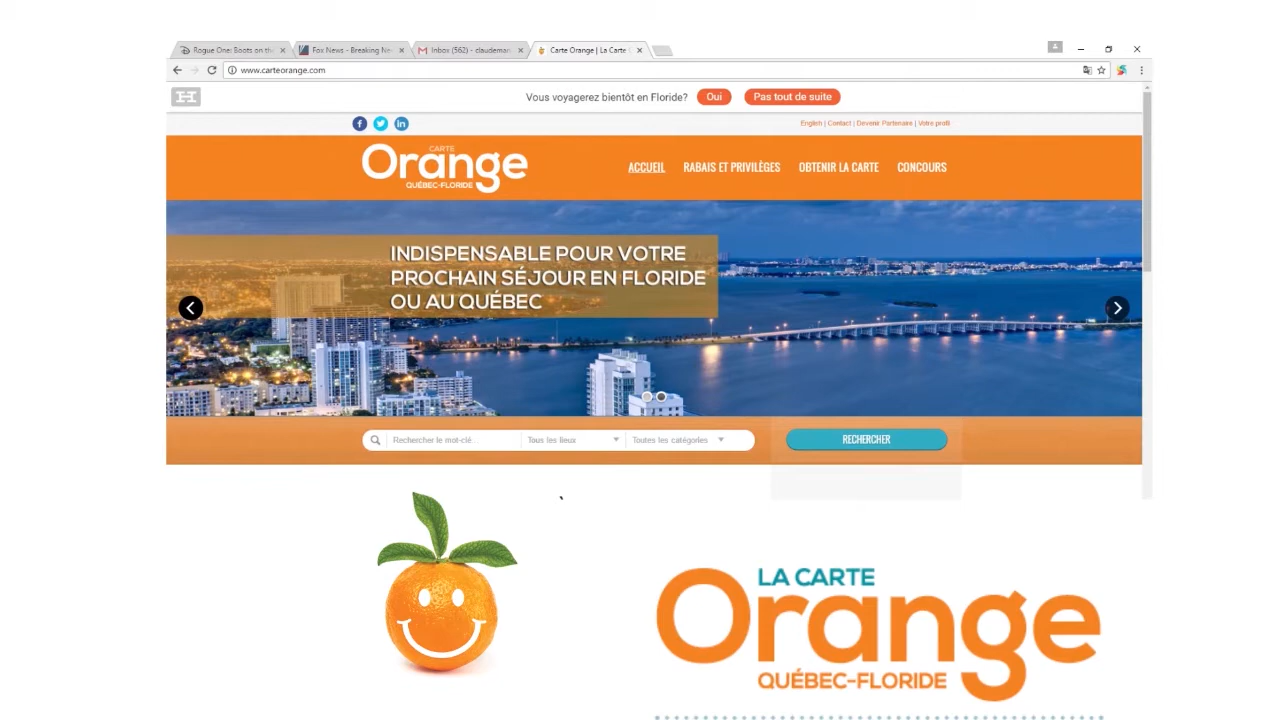 Rogue One: Boots on th
Fox News - Breaking Ne
Inbox (562) - claudemar
Carte Orange | La Carte
www.carteorange.com
H
Vous voyagerez bientôt en Floride? Oui Pas tout de suite
English | Contact | Devenir Partenaire | Votre profil
CARTE
Orange
QUÉBEC-FLORIDE
ACCUEIL RABAIS ET PRIVILÈGES OBTENIR LA CARTE CONCOURS
INDISPENSABLE POUR VOTRE
PROCHAIN SÉJOUR EN FLORIDE
OU AU QUÉBEC
Rechercher le mot-clé... Tous les lieux Toutes les catégories RECHERCHER
LA CARTE
Orange
QUÉBEC-FLORIDE